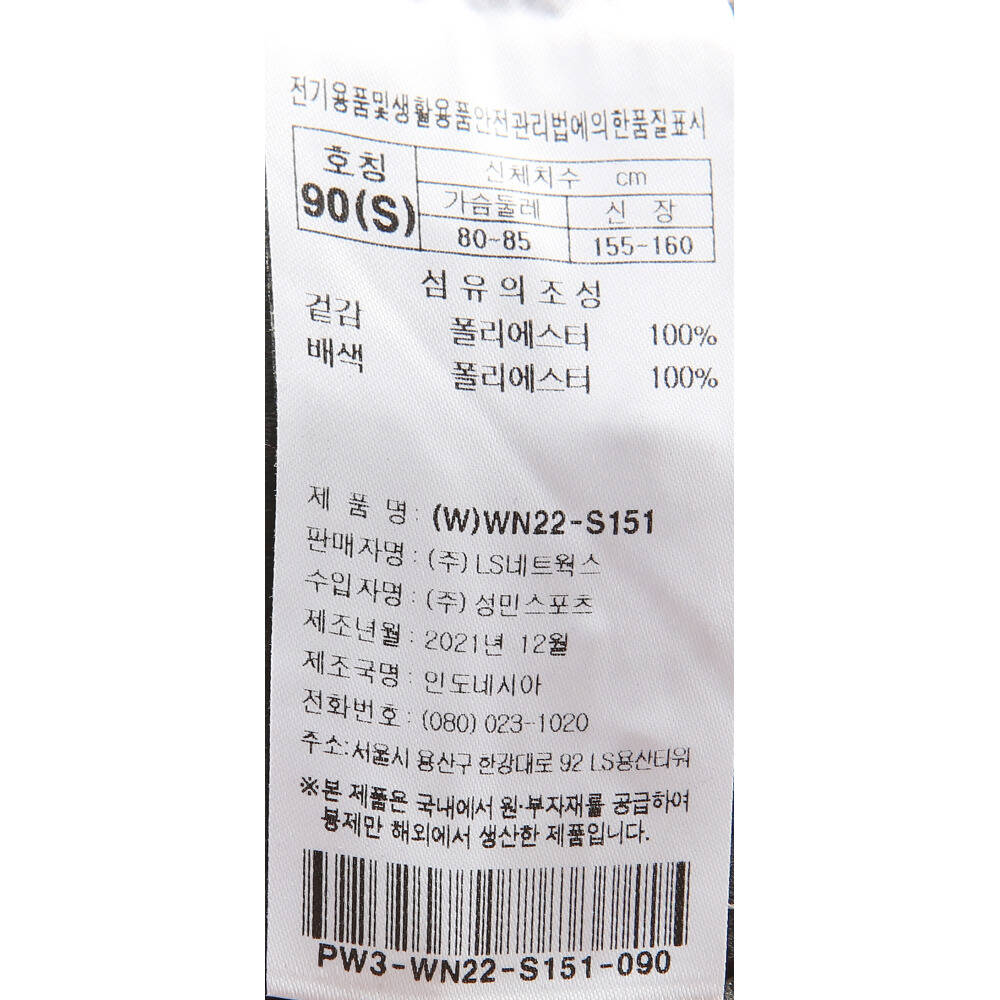 전기용품및생활용품안전관리법에의한품질표시
호칭 신체치수 cm
90(S) 가슴둘레 신 장
80~85 155-160
섬유의조성
겉감 폴리에스터 100%
배색 폴리에스터 100%
제 품 명 : (W)WN22-S151
판매자명 : (주) LS네트웍스
수입자명 : (주) 성민스포츠
제조년월 : 2021년 12월
제조국명 : 인도네시아
전화번호 : (080) 023-1020
주소:서울시 용산구 한강대로 92 LS용산타워
※본 제품은 국내에서 원·부자재를 공급하여
봉제만 해외에서 생산한 제품입니다.
PW3-WN22-S151-090